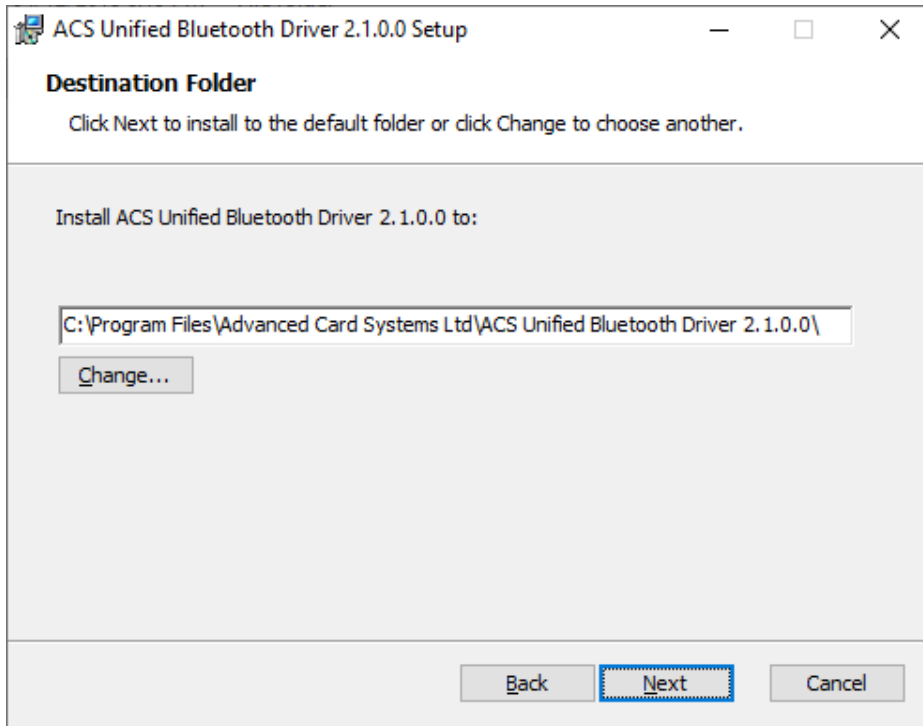 ACS Unified Bluetooth Driver 2.1.0.0 Setup
Destination Folder
Click Next to install to the default folder or click Change to choose another.
Install ACS Unified Bluetooth Driver 2.1.0.0 to:
C:\Program Files\Advanced Card Systems Ltd\ACS Unified Bluetooth Driver 2.1.0.0\
Change...
Back Next Cancel